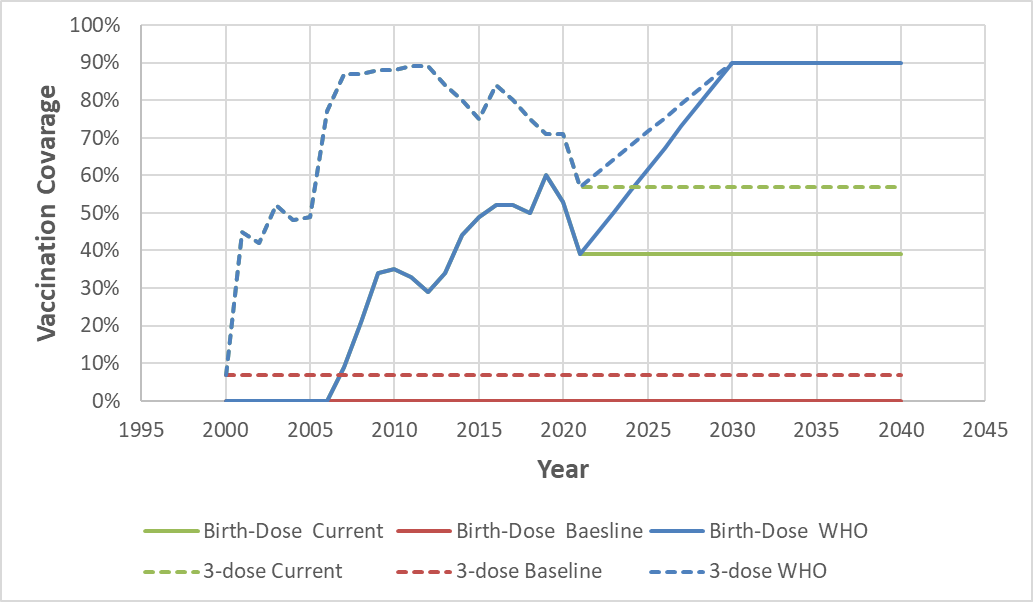 100%
90%
80%
70%
60%
50%
40%
30%
20%
10%
0%
Vaccination Covarage
1995 2000 2005 2010 2015 2020 2025 2030 2035 2040 2045
Year
Birth-Dose Current Birth-Dose Baesline Birth-Dose WHO
3-dose Current 3-dose Baseline 3-dose WHO